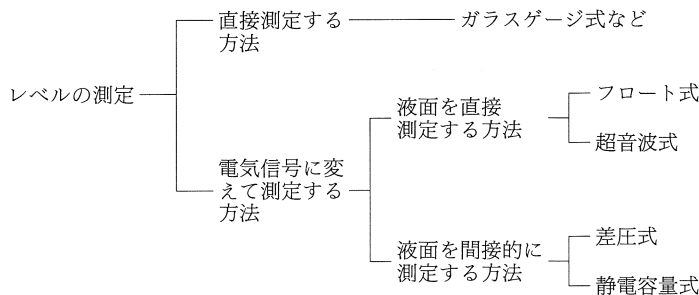 レベルの測定
直接測定する
方法
ガラスゲージ式など
電気信号に変
えて測定する
方法
液面を直接
測定する方法
フロート式
超音波式
液面を間接的に
測定する方法
差圧式
静電容量式